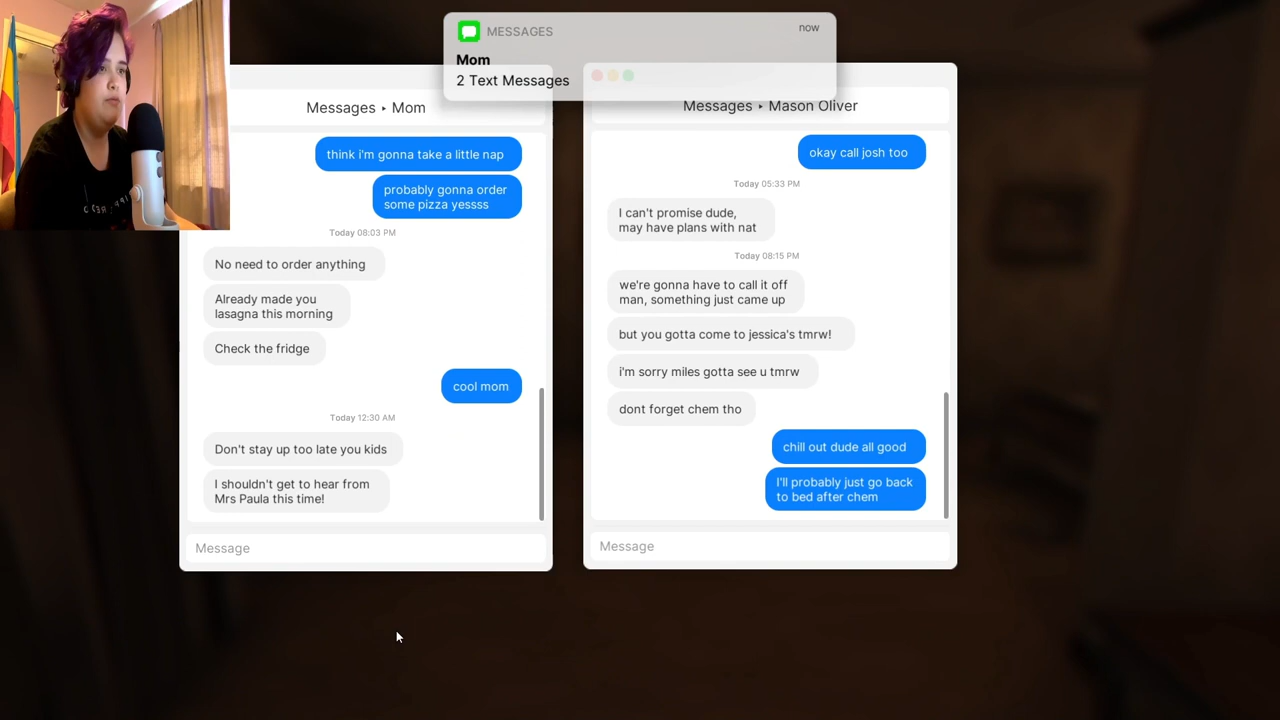 MESSAGES
now
Mom
2 Text Messages
Messages ▸ Mom
think i'm gonna take a little nap
probably gonna order
some pizza yessss
Today 08:03 PM
No need to order anything
Already made you
lasagna this morning
Check the fridge
cool mom
Today 12:30 AM
Don't stay up too late you kids
I shouldn't get to hear from
Mrs Paula this time!
Message
Messages ▸ Mason Oliver
okay call josh too
Today 05:33 PM
I can't promise dude,
may have plans with nat
Today 08:15 PM
we're gonna have to call it off
man, something just came up
but you gotta come to jessica's tmrw!
i'm sorry miles gotta see u tmrw
dont forget chem tho
chill out dude all good
I'll probably just go back
to bed after chem
Message